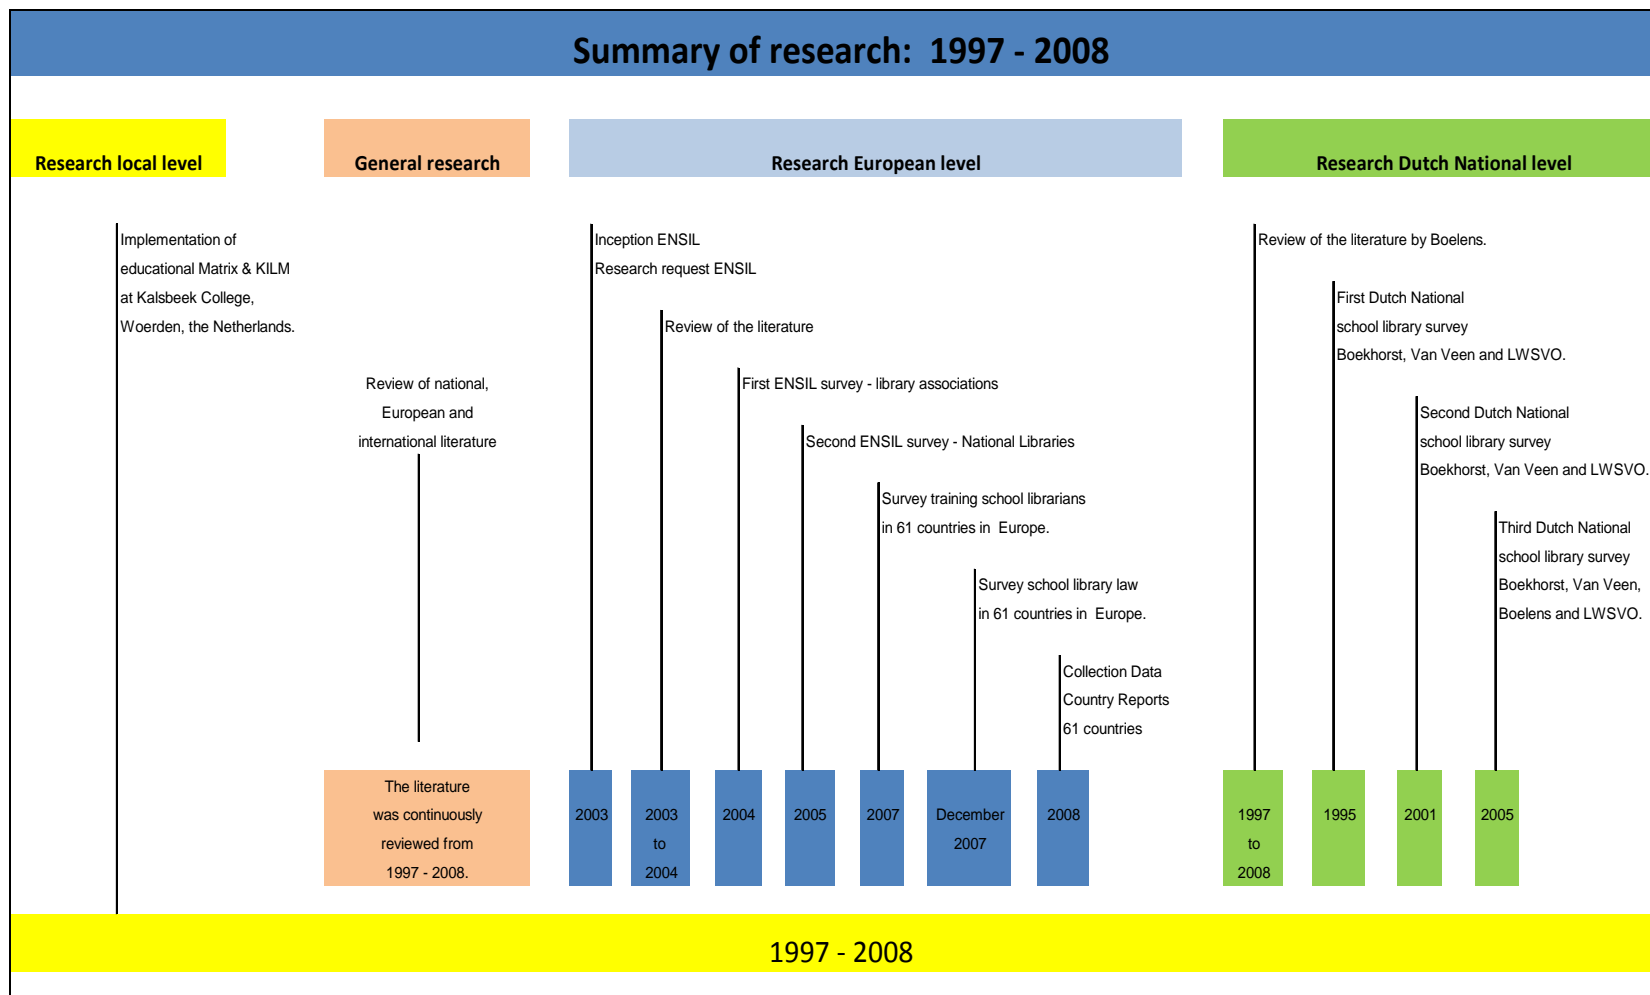 Summary of research: 1997 - 2008
Research local level
General research
Research European level
Research Dutch National level
Implementation of
educational Matrix & KILM
at Kalsbeek College,
Woerden, the Netherlands.
Review of national,
European and
international literature
The literature
was continuously
reviewed from
1997 - 2008.
Inception ENSIL
Research request ENSIL
Review of the literature
First ENSIL survey - library associations
Second ENSIL survey - National Libraries
Survey training school librarians
in 61 countries in Europe.
Survey school library law
in 61 countries in Europe.
Collection Data
Country Reports
61 countries
2003
2003
to
2004
2004
2005
2007
December
2007
2008
Review of the literature by Boelens.
First Dutch National
school library survey
Boekhorst, Van Veen and LWSVO.
Second Dutch National
school library survey
Boekhorst, Van Veen and LWSVO.
Third Dutch National
school library survey
Boekhorst, Van Veen,
Boelens and LWSVO.
1997
to
2008
1995
2001
2005
1997 - 2008